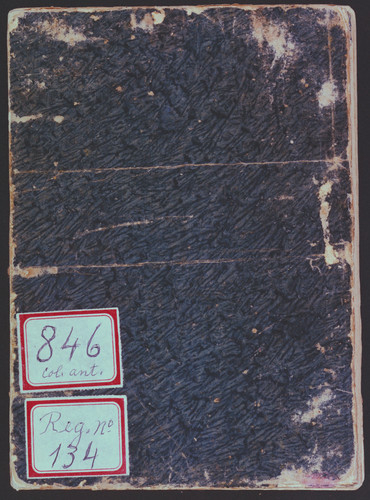 846
col. ant.
Reg. nº
134